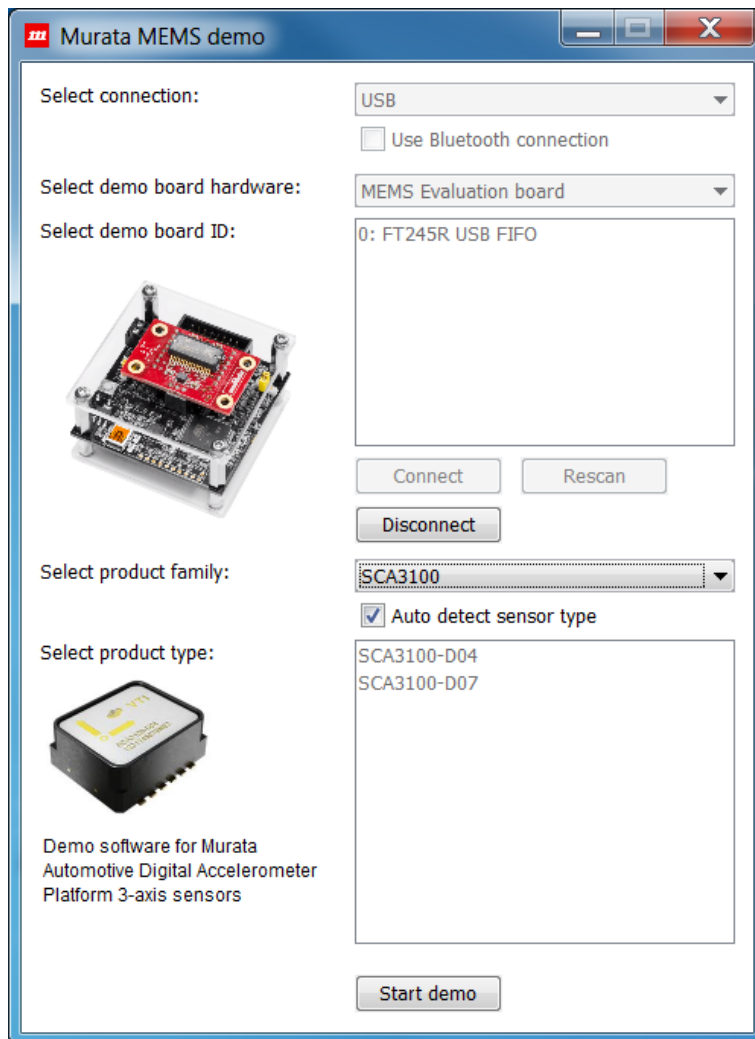 Murata MEMS demo
Select connection:
USB
Use Bluetooth connection
Select demo board hardware:
MEMS Evaluation board
Select demo board ID:
0: FT245R USB FIFO
Connect
Rescan
Disconnect
Select product family:
SCA3100
Auto detect sensor type
Select product type:
SCA3100-D04
SCA3100-D07
VTI
Demo software for Murata
Automotive Digital Accelerometer
Platform 3-axis sensors
Start demo